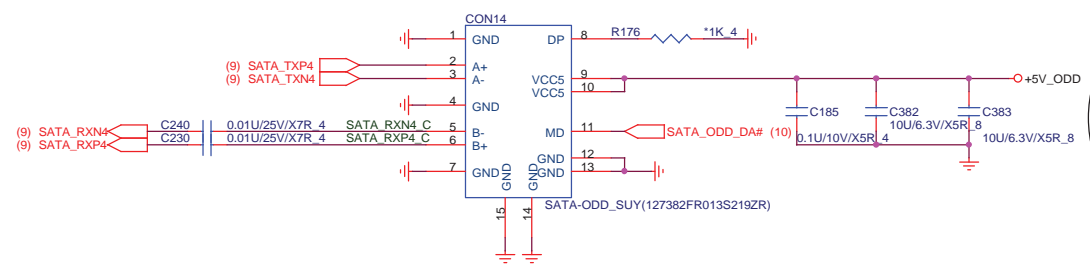 CON14
1 GND DP 8 R176 *1K_4
(9) SATA_TXP4 2 A+
(9) SATA_TXN4 3 A- VCC5 9 +5V_ODD
VCC5 10
4 GND C185 C382 C383
(9) SATA_RXN4 C240 0.01U/25V/X7R_4 SATA_RXN4_C 5 B- MD 11 SATA_ODD_DA# (10) 10U/6.3V/X5R_8
(9) SATA_RXP4 C230 0.01U/25V/X7R_4 SATA_RXP4_C 6 B+ 0.1U/10V/X5R_4 10U/6.3V/X5R_8
GND 12
7 GND GND 13
GND GND
SATA-ODD_SUY(127382FR013S219ZR)
15 14